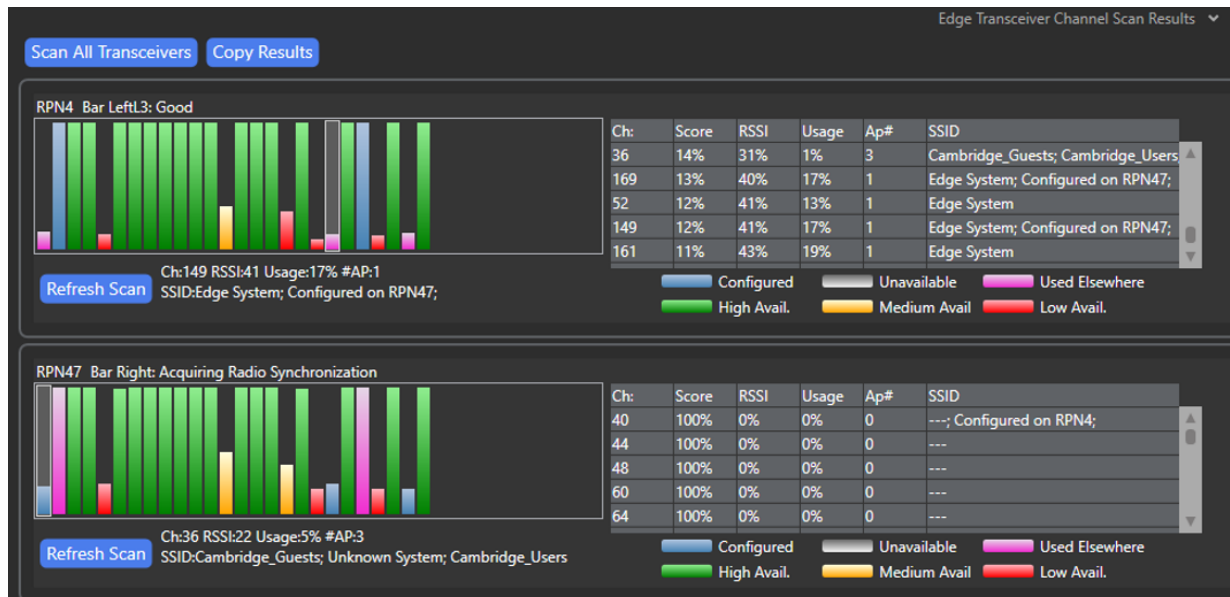 Edge Transceiver Channel Scan Results
Scan All Transceivers Copy Results
RPN4 Bar LeftL3: Good
Ch: Score RSSI Usage Ap# SSID
36 14% 31% 1% 3 Cambridge_Guests; Cambridge_Users
169 13% 40% 17% 1 Edge System; Configured on RPN47;
52 12% 41% 13% 1 Edge System
149 12% 41% 17% 1 Edge System; Configured on RPN47;
161 11% 43% 19% 1 Edge System
Refresh Scan
Ch:149 RSSI:41 Usage:17% #AP:1
SSID:Edge System; Configured on RPN47;
Configured Unavailable Used Elsewhere
High Avail. Medium Avail Low Avail.
RPN47 Bar Right: Acquiring Radio Synchronization
Ch: Score RSSI Usage Ap# SSID
40 100% 0% 0% 0 ---; Configured on RPN4;
44 100% 0% 0% 0 ---
48 100% 0% 0% 0 ---
60 100% 0% 0% 0 ---
64 100% 0% 0% 0 ---
Refresh Scan
Ch:36 RSSI:22 Usage:5% #AP:3
SSID:Cambridge_Guests; Unknown System; Cambridge_Users
Configured Unavailable Used Elsewhere
High Avail. Medium Avail Low Avail.